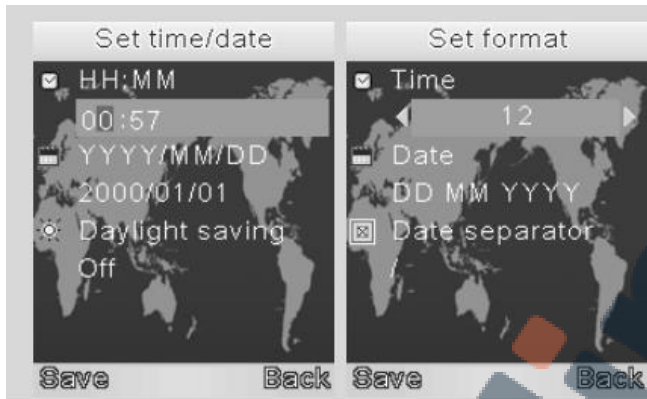 Set time/date
HH:MM
00:57
YYYY/MM/DD
2000/01/01
Daylight saving
Off
Save Back
Set format
Time
12
Date
DD MM YYYY
Date separator
/
Save Back